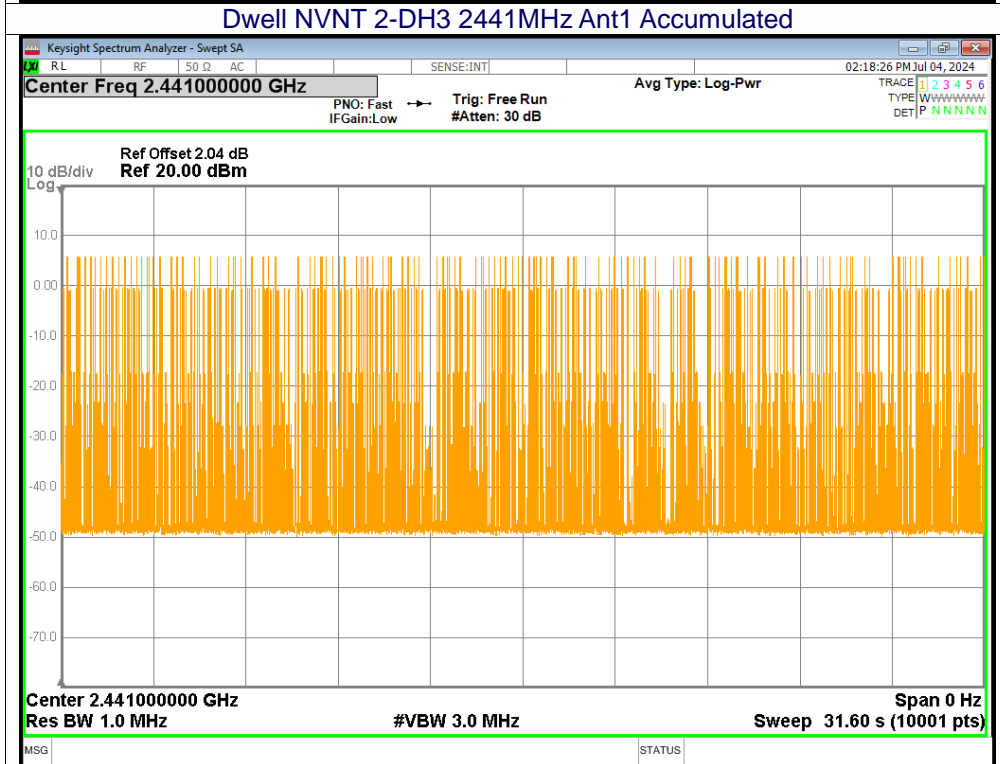 Dwell NVNT 2-DH3 2441MHz Ant1 Accumulated
Keysight Spectrum Analyzer - Swept SA
LXI RL RF 50 Ω AC SENSE:INT 02:18:26 PM Jul 04, 2024
Center Freq 2.441000000 GHz Avg Type: Log-Pwr TRACE 1 2 3 4 5 6
PNO: Fast Trig: Free Run TYPE WWWWWW
IFGain:Low #Atten: 30 dB DET P N N N N N
Ref Offset 2.04 dB
10 dB/div Ref 20.00 dBm
Log
10.0
0.00
-10.0
-20.0
-30.0
-40.0
-50.0
-60.0
-70.0
Center 2.441000000 GHz Span 0 Hz
Res BW 1.0 MHz #VBW 3.0 MHz Sweep 31.60 s (10001 pts)
MSG STATUS